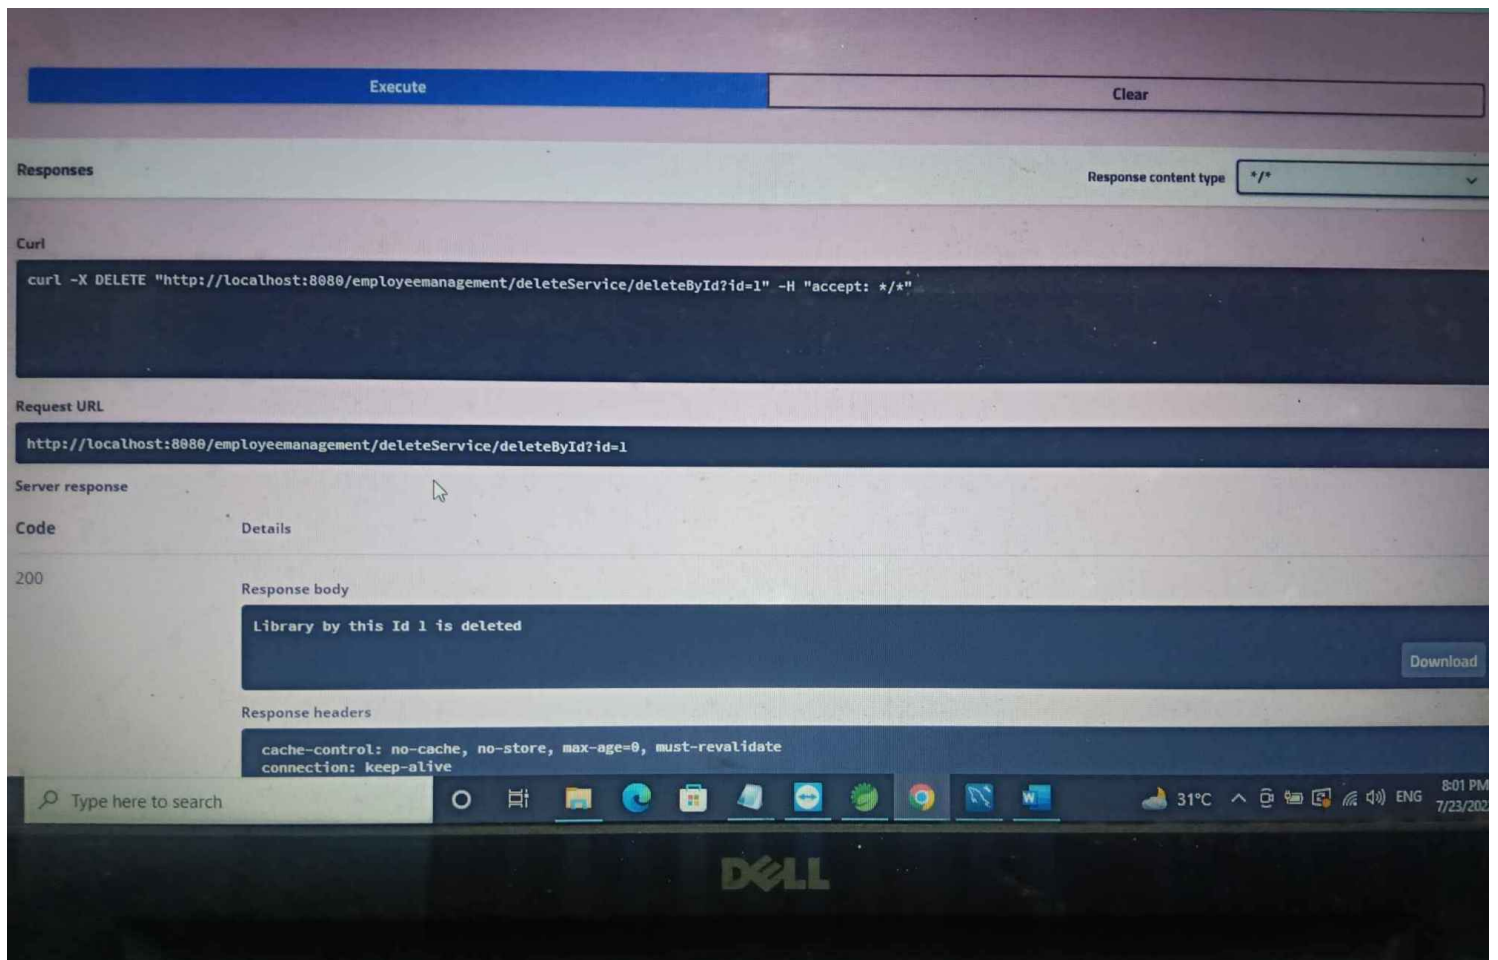 Execute
Clear
Responses
Response content type
*/*
Curl
curl -X DELETE "http://localhost:8080/employeemanagement/deleteService/deleteById?id=1" -H "accept: */*"
Request URL
http://localhost:8080/employeemanagement/deleteService/deleteById?id=1
Server response
Code
Details
200
Response body
Library by this Id 1 is deleted
Download
Response headers
cache-control: no-cache, no-store, max-age=0, must-revalidate
connection: keep-alive
Type here to search
W
31°C
ENG
8:01 PM
7/23/202
DELL